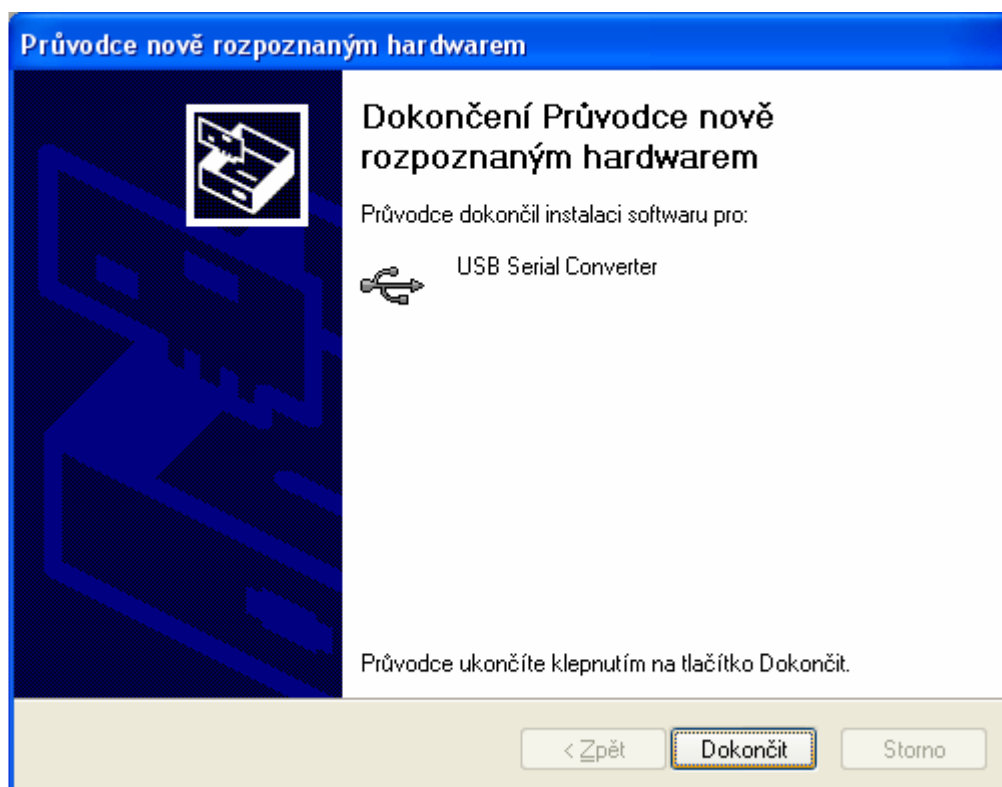 Průvodce nově rozpoznaným hardwarem
Dokončení Průvodce nově
rozpoznaným hardwarem
Průvodce dokončil instalaci softwaru pro:
USB Serial Converter
Průvodce ukončíte klepnutím na tlačítko Dokončit.
< Zpět
Dokončit
Storno